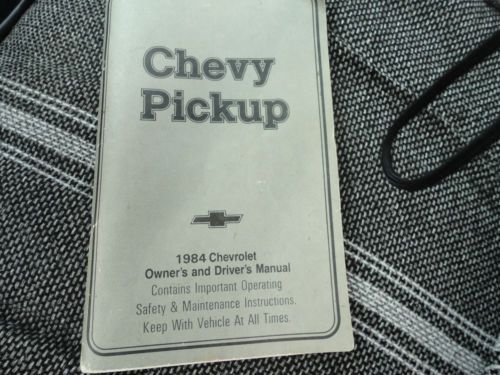 Chevy
Pickup
1984 Chevrolet
Owner's and Driver's Manual
Contains Important Operating
Safety & Maintenance Instructions.
Keep With Vehicle At All Times.